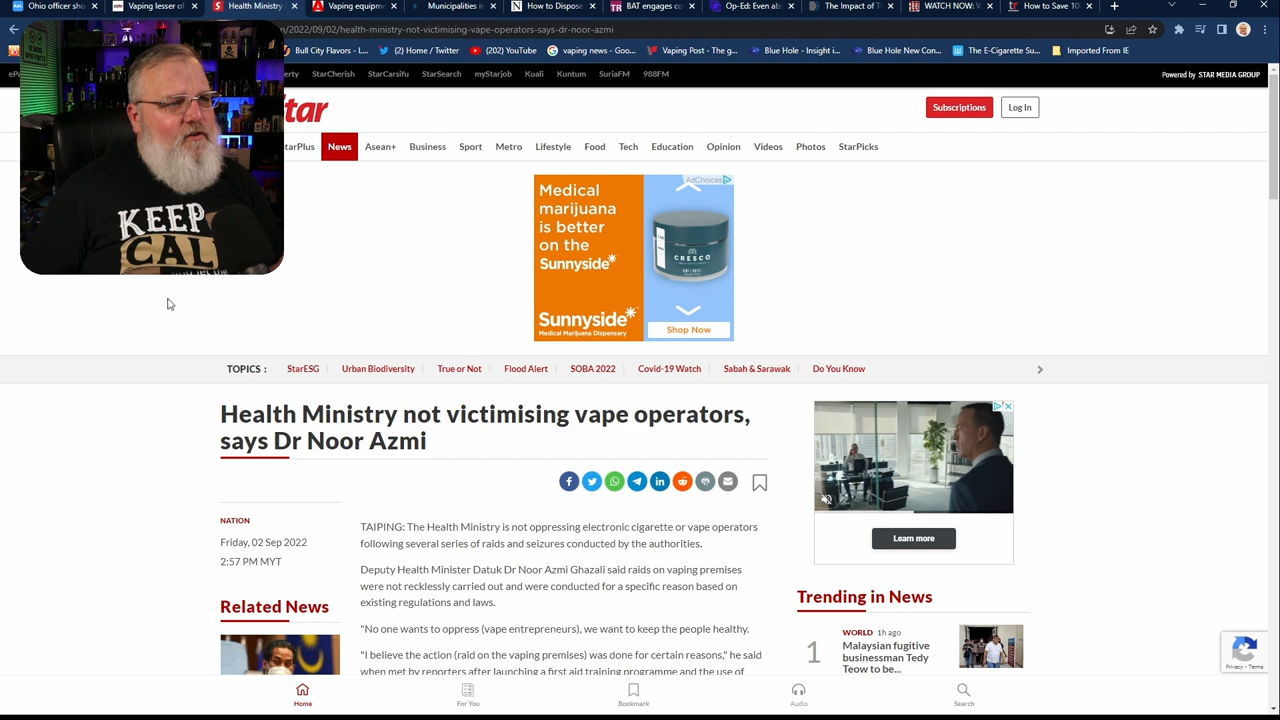 Ohio officer sho
Vaping lesser of
Health Ministry
Vaping equipme
Municipalities i
How to Dispose
BAT engages co
Op-Ed: Even abs
The Impact of T
WATCH NOW: W
How to Save 10
/2022/09/02/health-ministry-not-victimising-vape-operators-says-dr-noor-azmi
Bull City Flavors - L...
(2) Home / Twitter
(202) YouTube
vaping news - Goo...
Vaping Post - The...
Blue Hole - Insight i...
Blue Hole New Con...
The E-Cigarette Su...
Imported From IE
StarCherish
StarCarsifu
StarSearch
myStarjob
Kuali
Kuntum
SuriaFM
988FM
Powered by STAR MEDIA GROUP
tar
Subscriptions
Log In
StarPlus
News
Asean+
Business
Sport
Metro
Lifestyle
Food
Tech
Education
Opinion
Videos
Photos
StarPicks
KEEP
CAL
AdChoices
Medical
marijuana
is better
on the
Sunnyside
CRESCO
Sunnyside
Medical Marijuana Dispensary
Shop Now
TOPICS :
StarESG
Urban Biodiversity
True or Not
Flood Alert
SOBA 2022
Covid-19 Watch
Sabah & Sarawak
Do You Know
Health Ministry not victimising vape operators,
says Dr Noor Azmi
NATION
Friday, 02 Sep 2022
2:57 PM MYT
TAIPING: The Health Ministry is not oppressing electronic cigarette or vape operators
following several series of raids and seizures conducted by the authorities.
Deputy Health Minister Datuk Dr Noor Azmi Ghazali said raids on vaping premises
were not recklessly carried out and were conducted for a specific reason based on
existing regulations and laws.
"No one wants to oppress (vape entrepreneurs), we want to keep the people healthy.
"I believe the action (raid on the vaping premises) was done for certain reasons," he said
when met by reporters after launching a first aid training programme and the use of
Learn more
Related News
Trending in News
1
WORLD 1h ago
Malaysian fugitive
businessman Tedy
Teow to be...
Privacy - Terms
Home
For You
Bookmark
Audio
Search